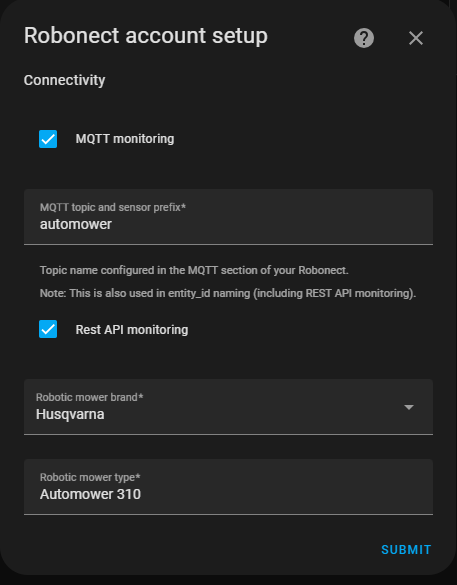 Robonect account setup
Connectivity
MQTT monitoring
MQTT topic and sensor prefix*
automower
Topic name configured in the MQTT section of your Robonect.
Note: This is also used in entity_id naming (including REST API monitoring).
Rest API monitoring
Robotic mower brand*
Husqvarna
Robotic mower type*
Automower 310
SUBMIT